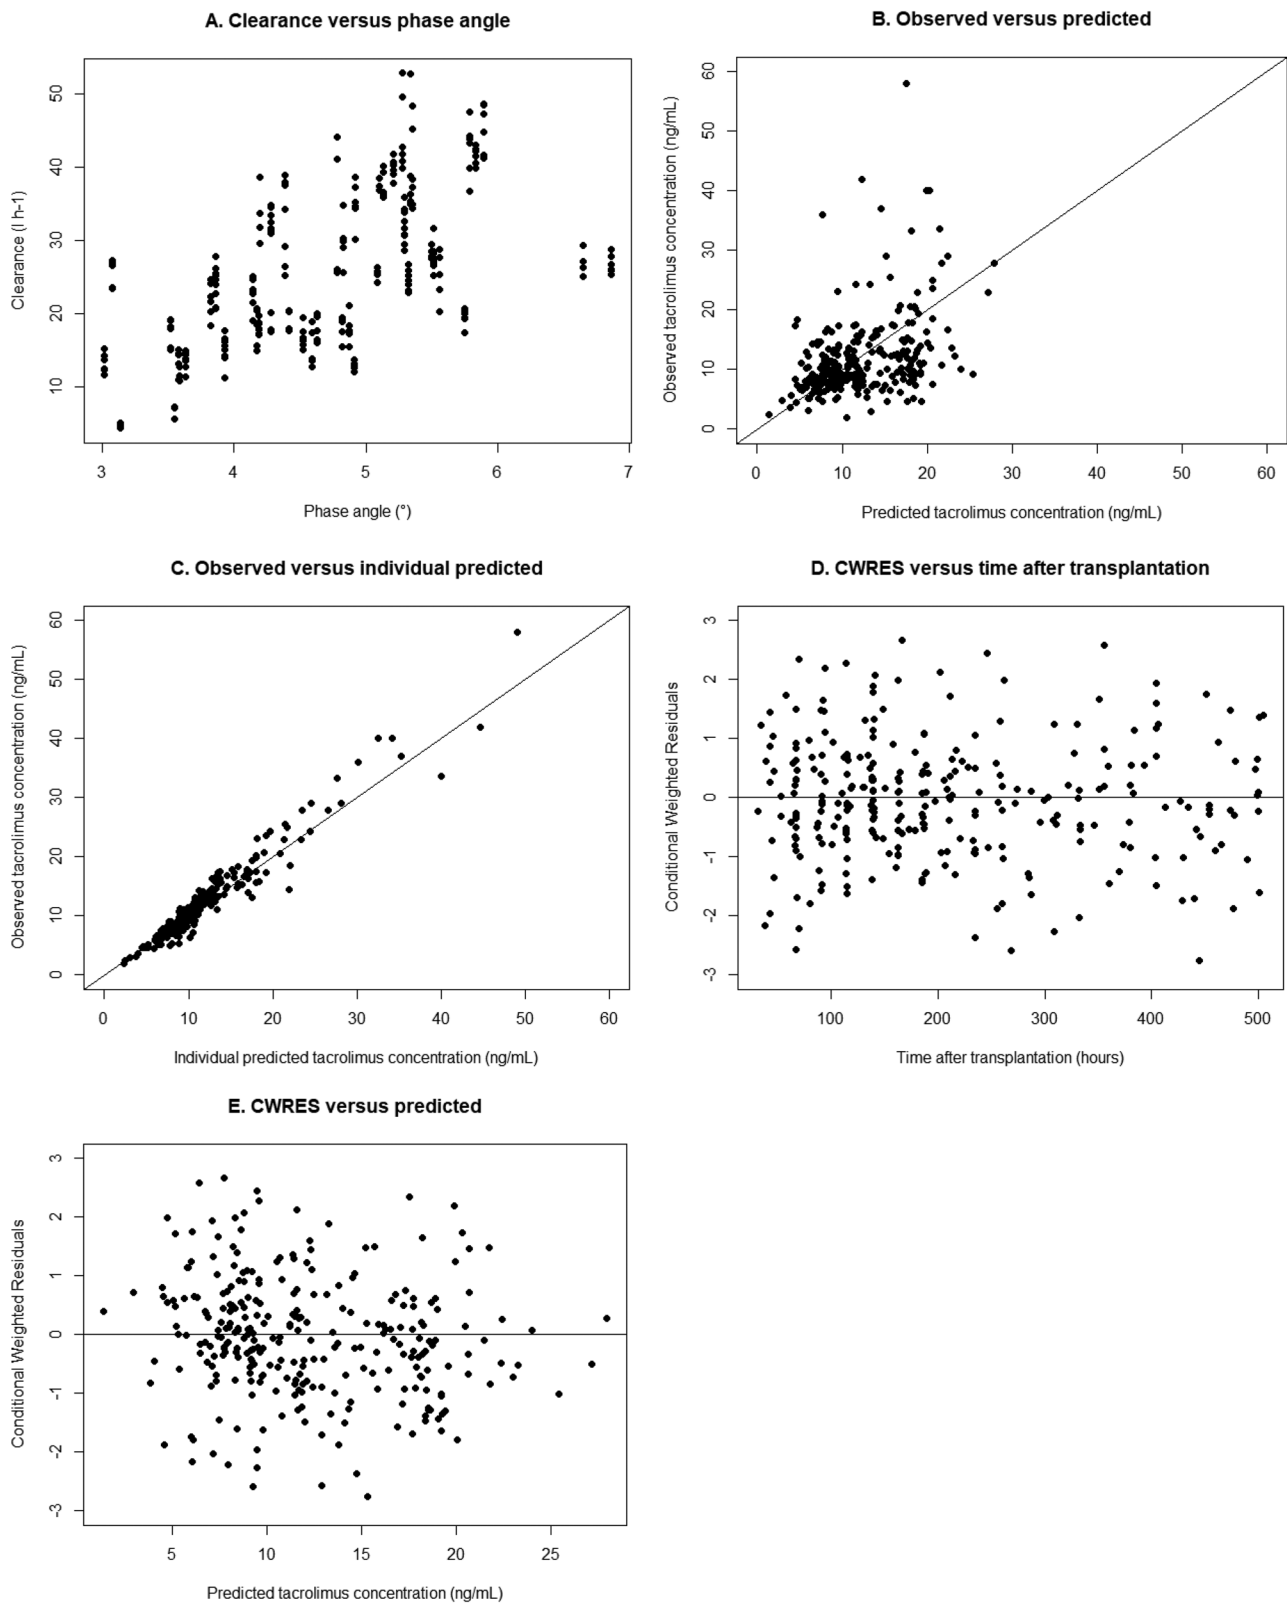 A. Clearance versus phase angle
Clearance (l h-1)
50
40
30
20
10
3 4 5 6 7
Phase angle (°)
B. Observed versus predicted
Observed tacrolimus concentration (ng/mL)
60
50
40
30
20
10
0
0 10 20 30 40 50 60
Predicted tacrolimus concentration (ng/mL)
C. Observed versus individual predicted
Observed tacrolimus concentration (ng/mL)
60
50
40
30
20
10
0
0 10 20 30 40 50 60
Individual predicted tacrolimus concentration (ng/mL)
D. CWRES versus time after transplantation
Conditional Weighted Residuals
3
2
1
0
-1
-2
-3
100 200 300 400 500
Time after transplantation (hours)
E. CWRES versus predicted
Conditional Weighted Residuals
3
2
1
0
-1
-2
-3
5 10 15 20 25
Predicted tacrolimus concentration (ng/mL)